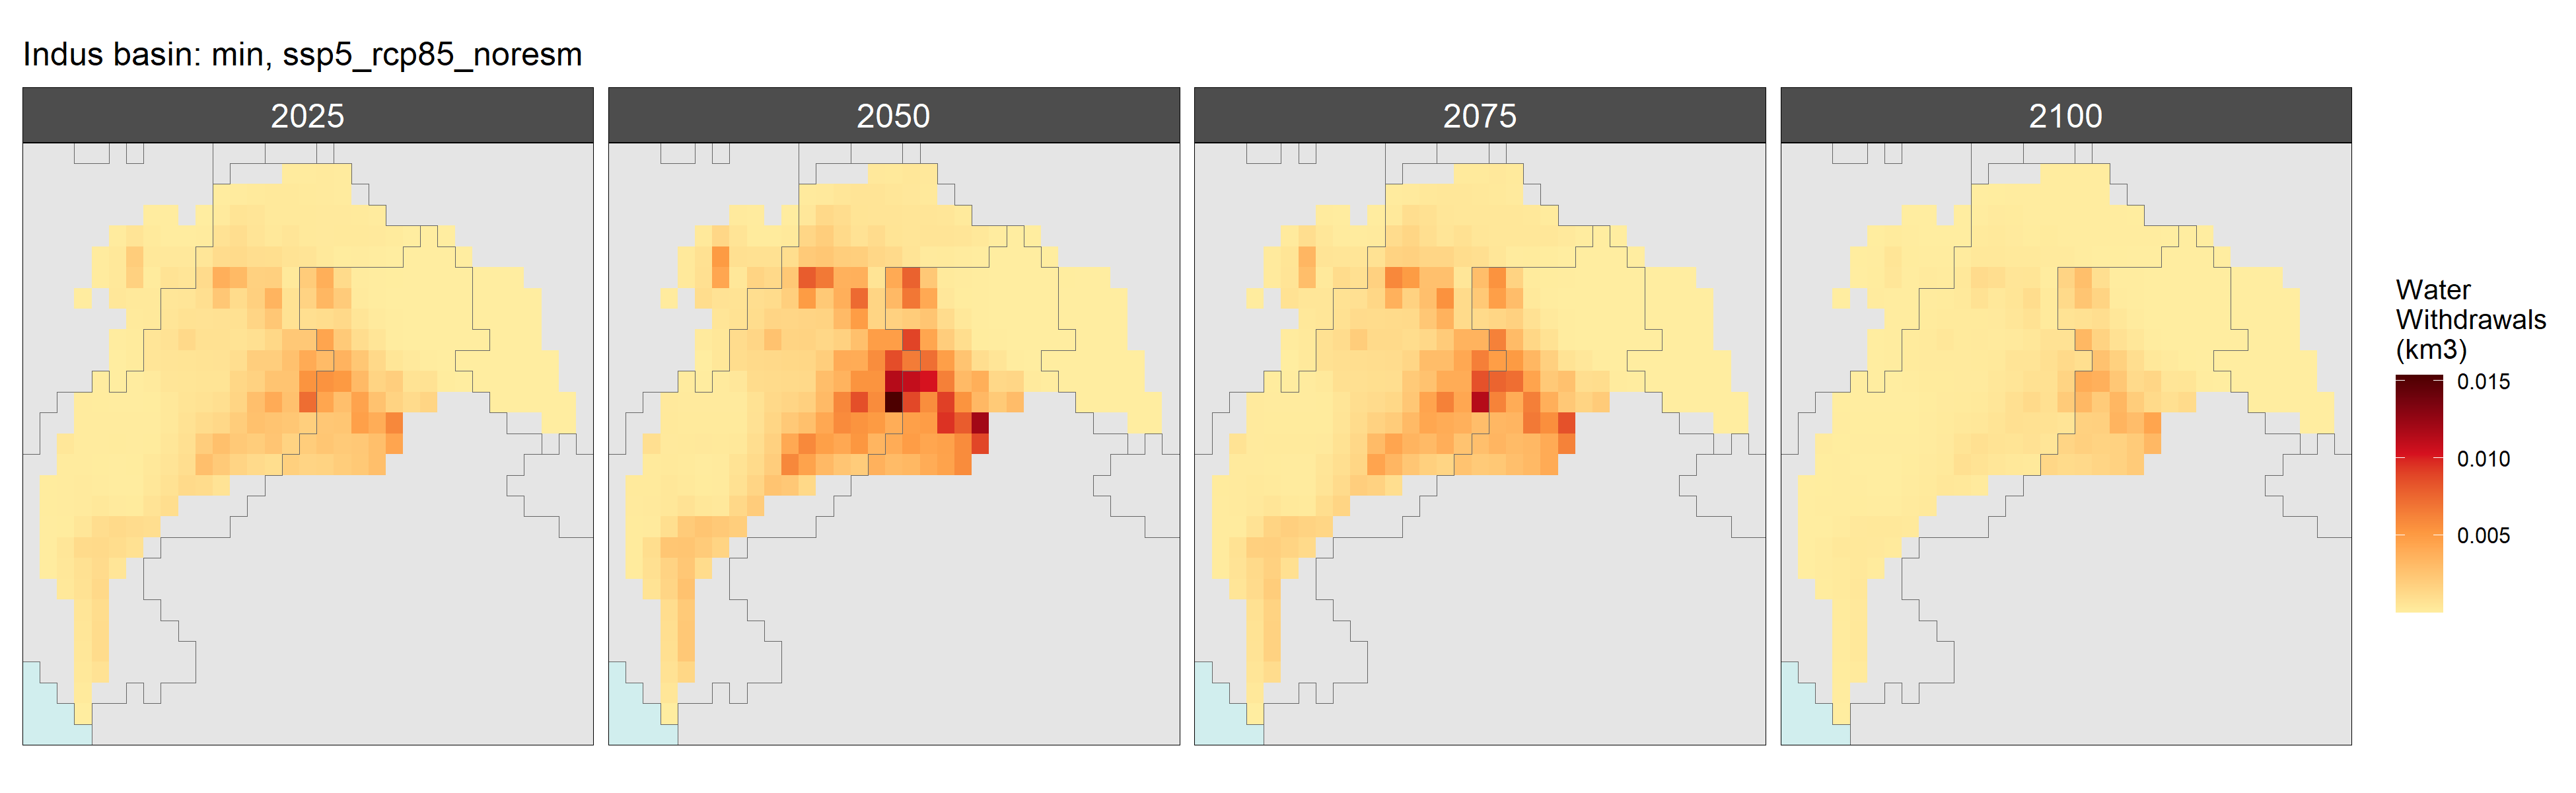 Indus basin: min, ssp5_rcp85_noresm
2025
2050
2075
2100
Water
Withdrawals
(km3)
0.015
0.010
0.005